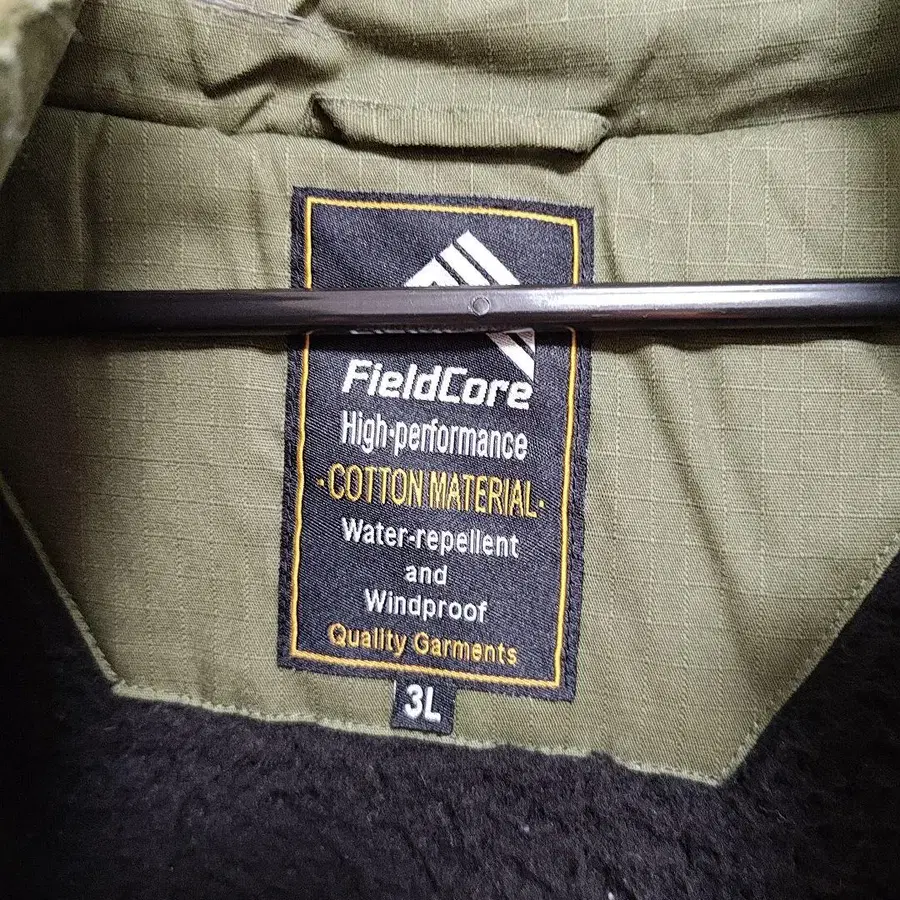 FieldCore
High-performance
·COTTON MATERIAL·
Water-repellent
and
Windproof
Quality Garments
3L